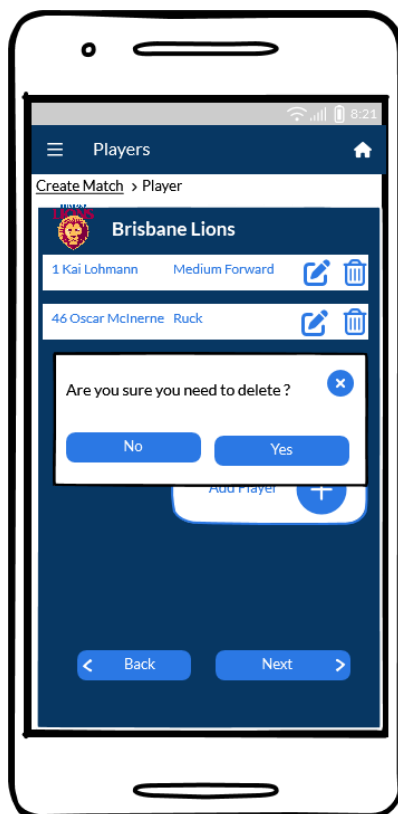 8:21
Players
Create Match > Player
LIONS
Brisbane Lions
1 Kai Lohmann Medium Forward
46 Oscar McInerne Ruck
Are you sure you need to delete ?
No Yes
Add Player
< Back Next >